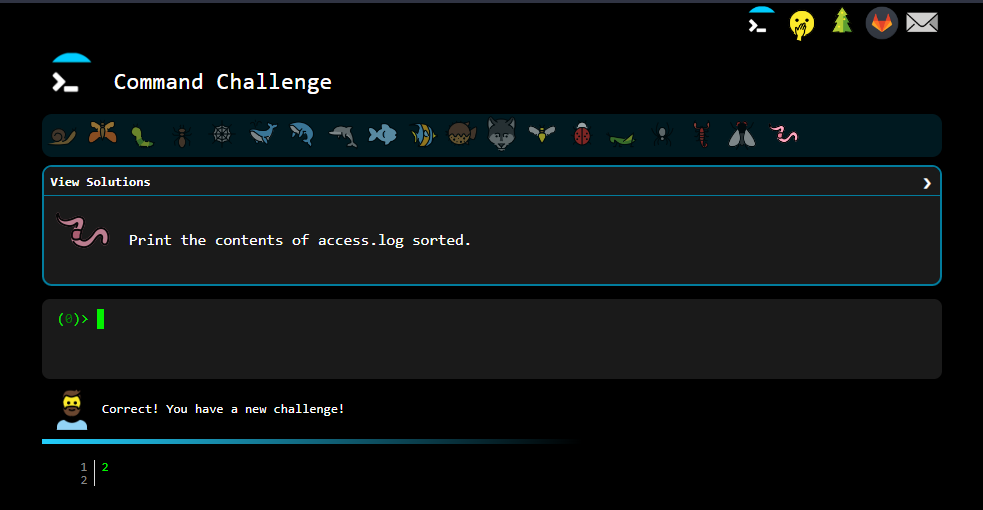 Command Challenge
View Solutions
Print the contents of access.log sorted.
(0)>
Correct! You have a new challenge!
1 2
2